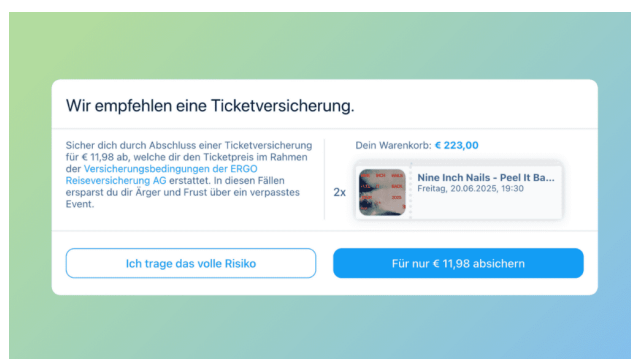 Wir empfehlen eine Ticketversicherung.
Sicher dich durch Abschluss einer Ticketversicherung
für € 11,98 ab, welche dir den Ticketpreis im Rahmen
der Versicherungsbedingungen der ERGO
Reiseversicherung AG erstattet. In diesen Fällen
ersparst du dir Ärger und Frust über ein verpasstes
Event.
Dein Warenkorb: € 223,00
2x
Nine Inch Nails - Peel It Ba...
Freitag, 20.06.2025, 19:30
Ich trage das volle Risiko
Für nur € 11,98 absichern